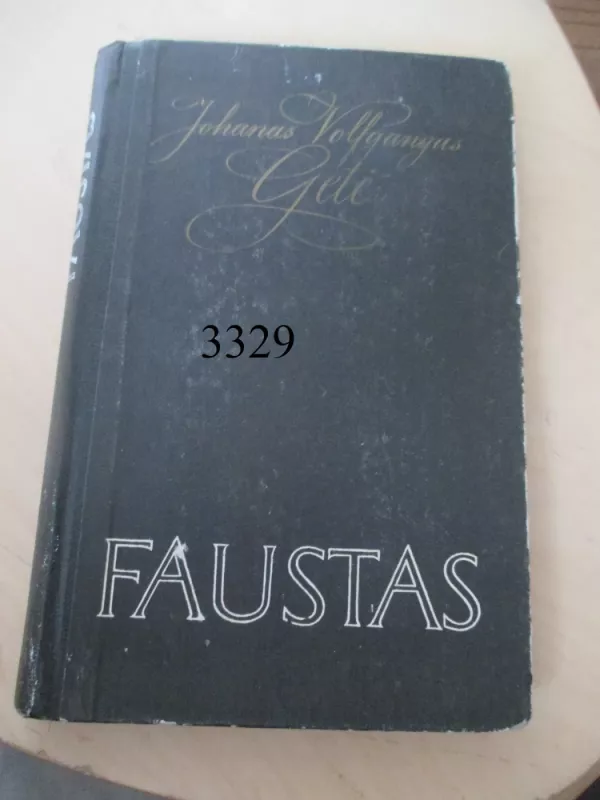 Johanas Volfgangas
Gėtė
3329
FAUSTAS